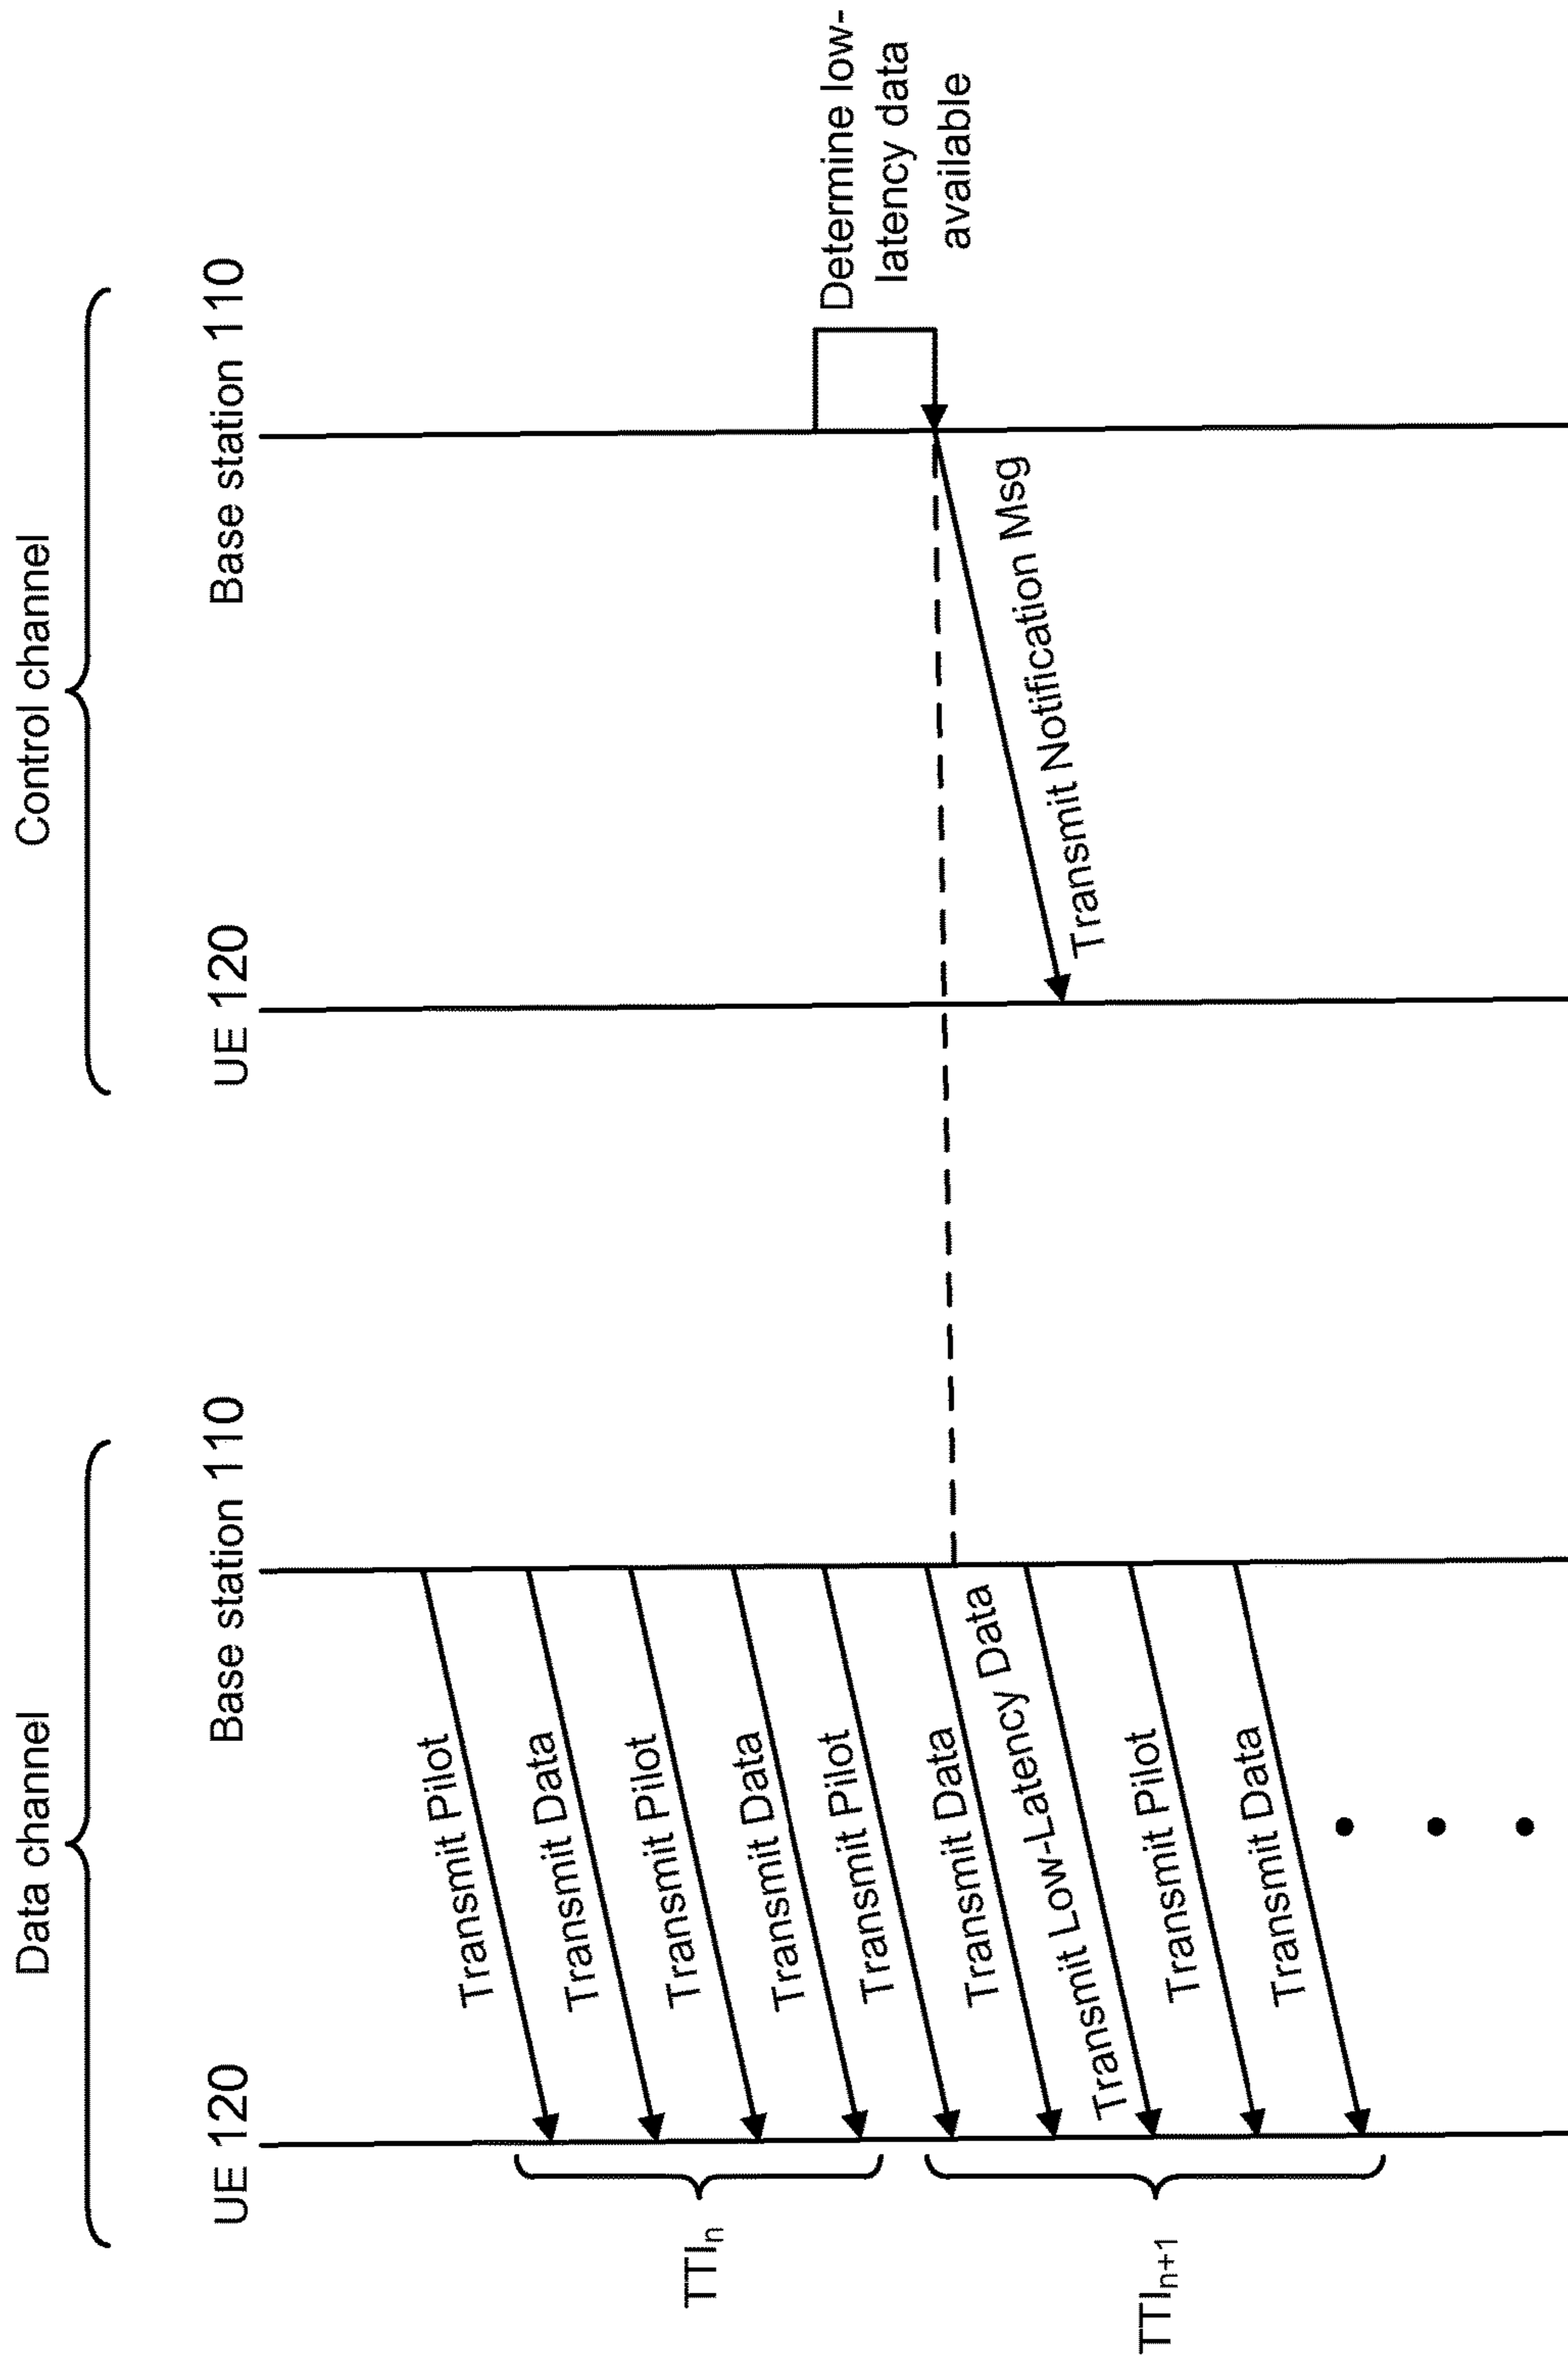 Data channel
Control channel
UE 120
Base station 110
UE 120
Base station 110
Transmit Pilot
Transmit Data
Transmit Pilot
Transmit Data
Transmit Pilot
Transmit Data
Transmit Low-Latency Data
Transmit Pilot
Transmit Data
TTIn
TTIn+1
Determine low-
latency data
available
Transmit Notification Msg